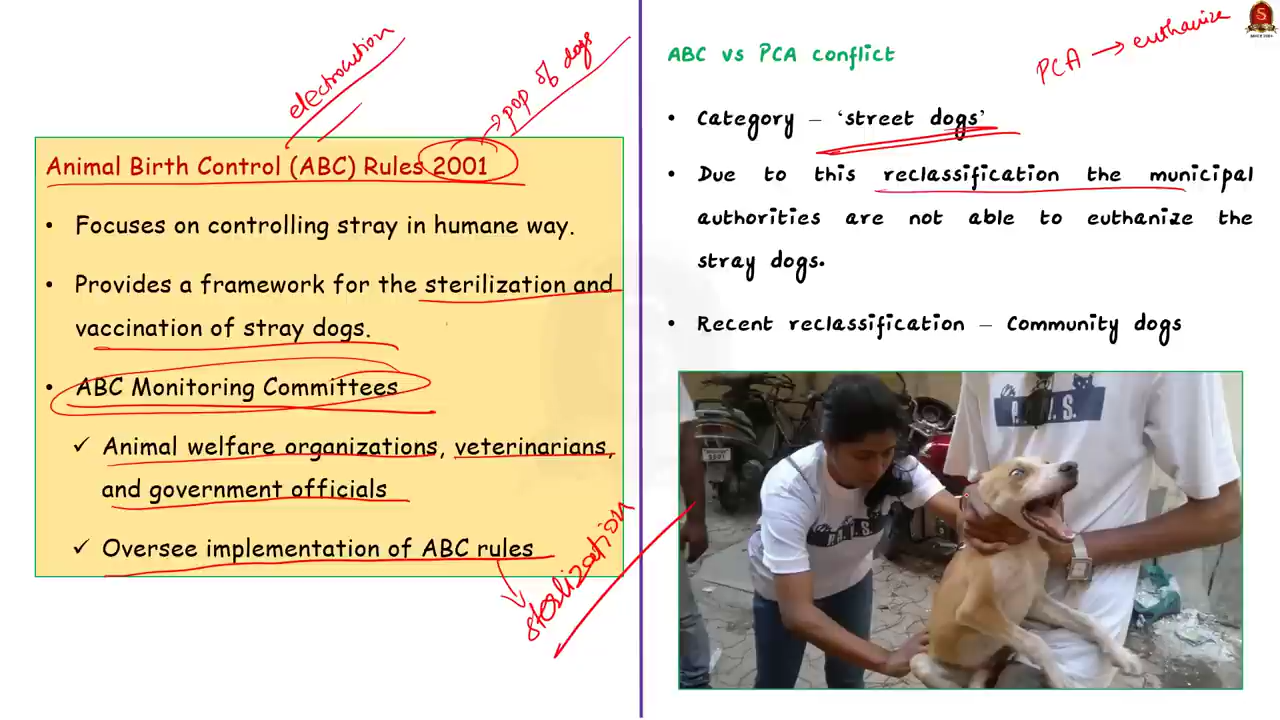 electrocution
pop of dogs
Animal Birth Control (ABC) Rules 2001
• Focuses on controlling stray in humane way.
• Provides a framework for the sterilization and
vaccination of stray dogs.
• ABC Monitoring Committees
✓ Animal welfare organizations, veterinarians,
and government officials
✓ Oversee implementation of ABC rules
sterlization
ABC vs PCA conflict
PCA → euthanize
• Category – ‘street dogs’
• Due to this reclassification the municipal
authorities are not able to euthanize the
stray dogs.
• Recent reclassification – Community dogs